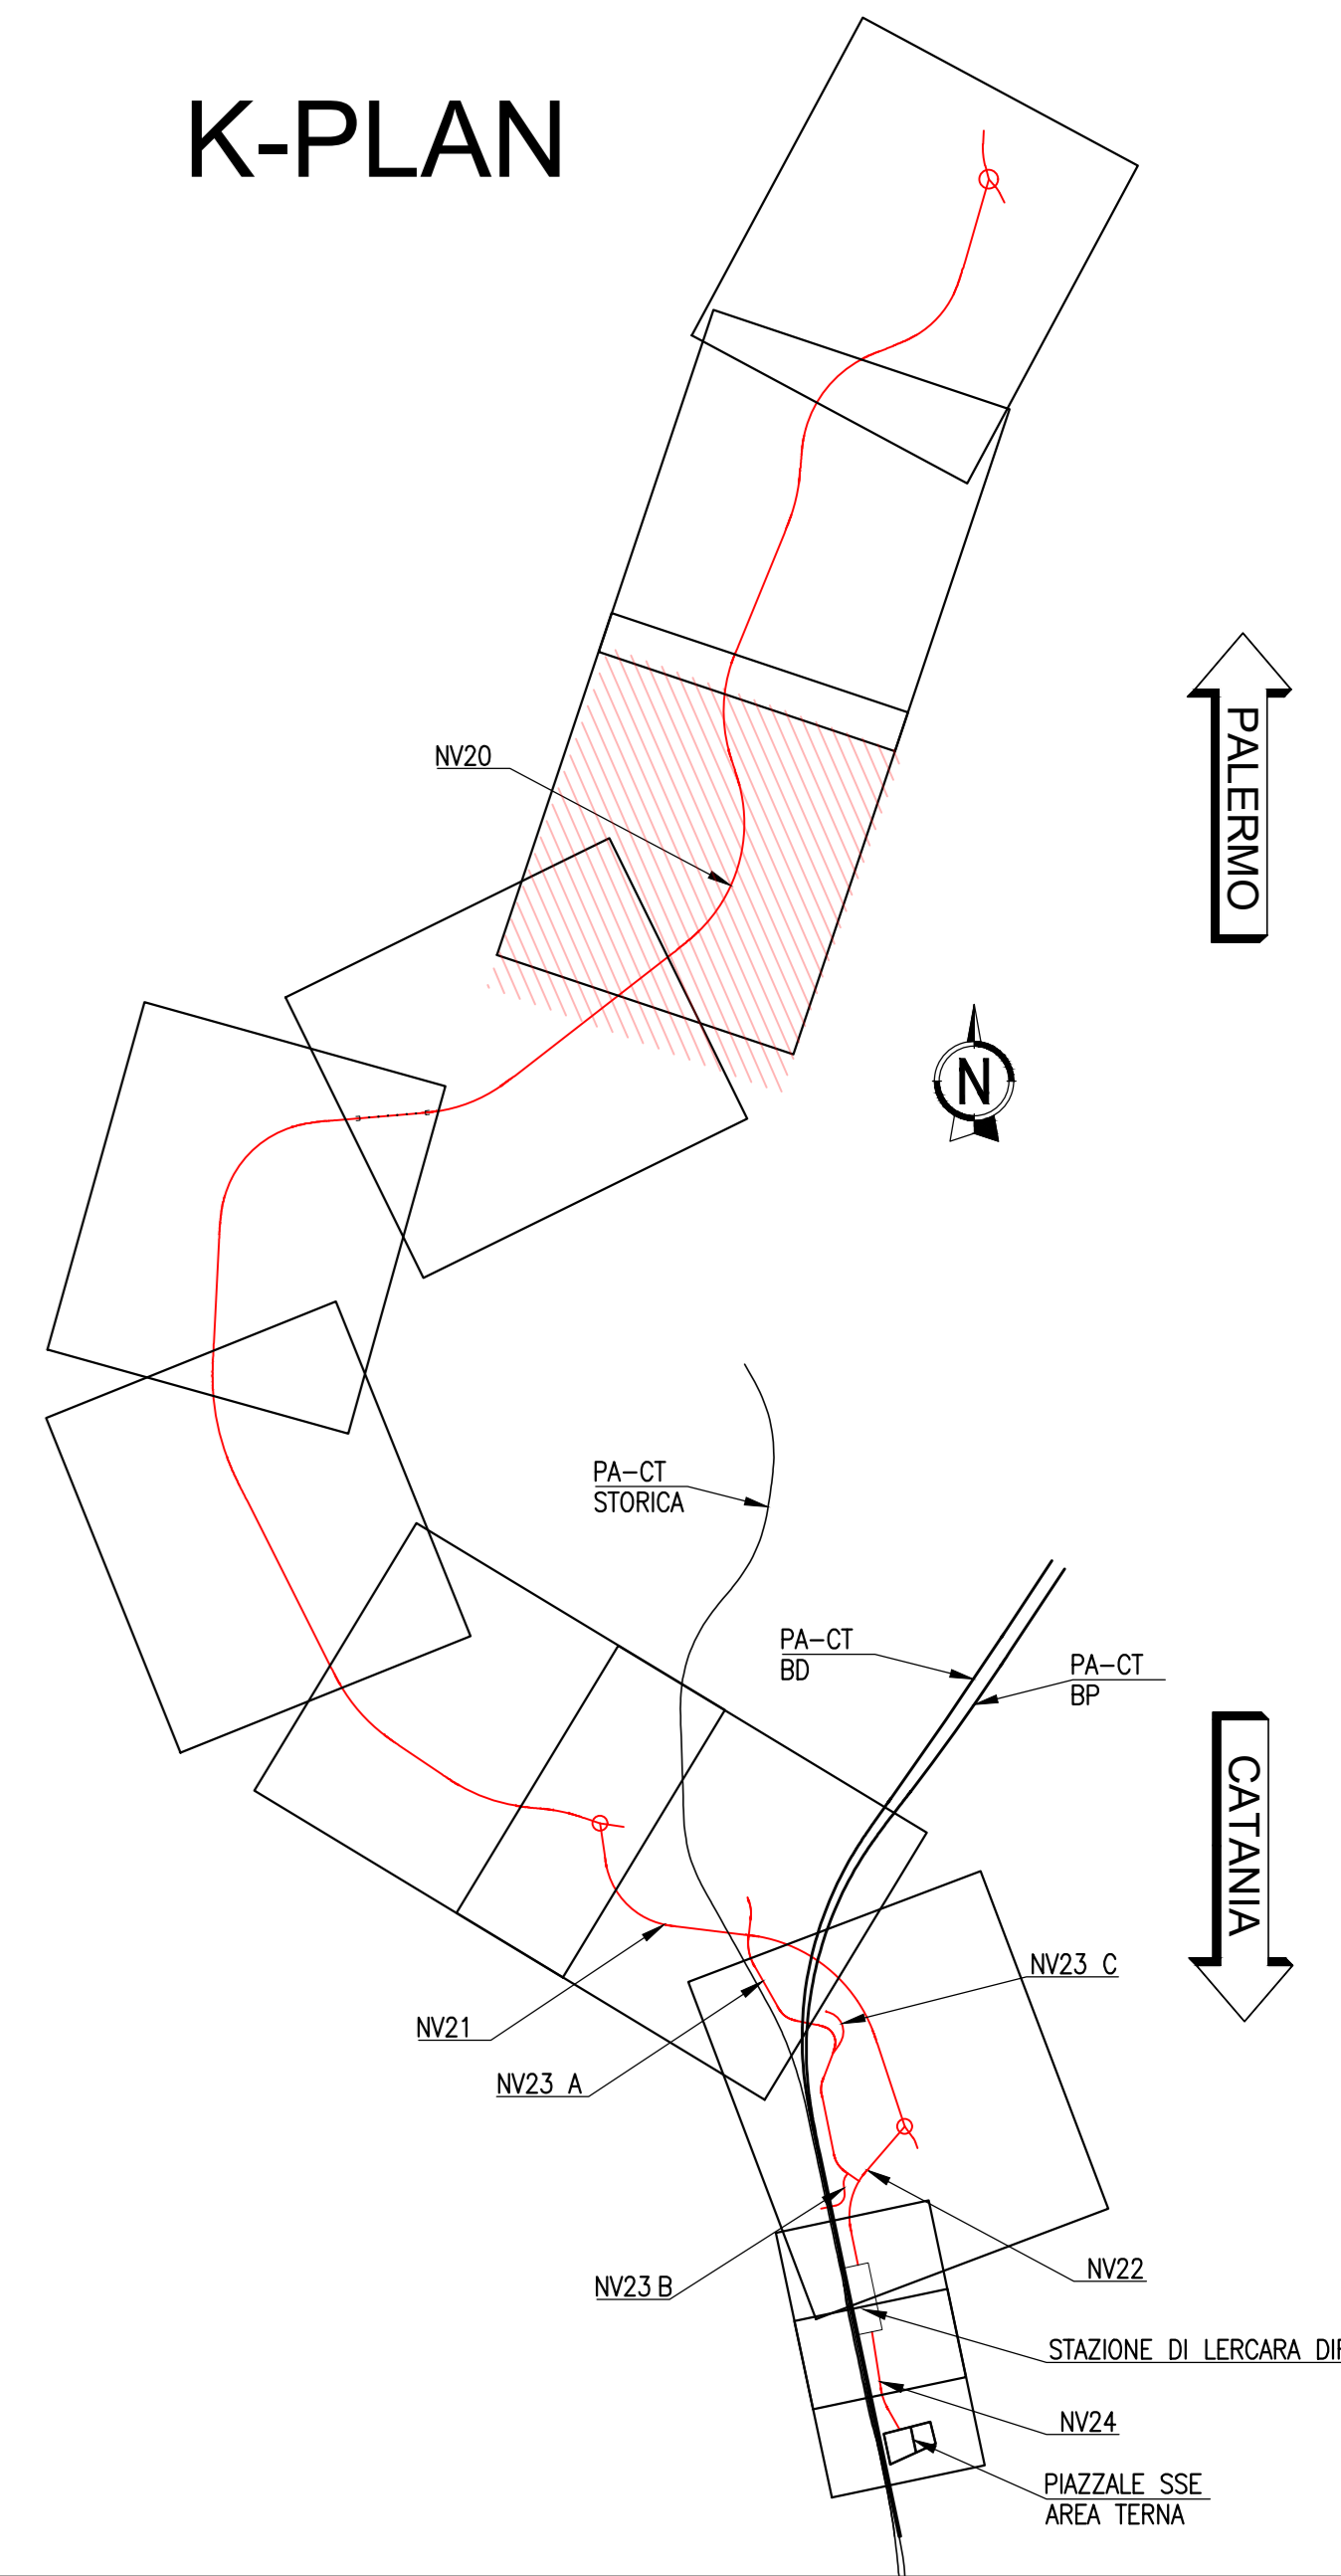 K-PLAN
NV20
PALERMO
N
PA-CT
STORICA
PA-CT
BD
PA-CT
BP
CATANIA
NV23 C
NV21
NV23 A
NV23 B
NV22
STAZIONE DI LERCARA
NV24
PIAZZALE SSE
AREA TERNA